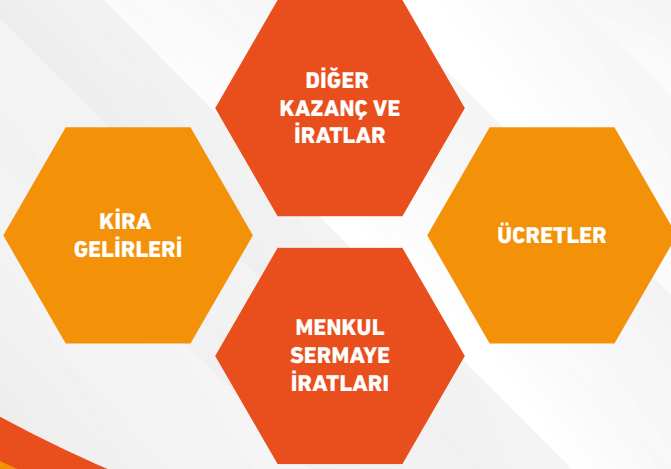 DİĞER
KAZANÇ VE
İRATLAR
KİRA
GELİRLERİ
ÜCRETLER
MENKUL
SERMAYE
İRATLARI